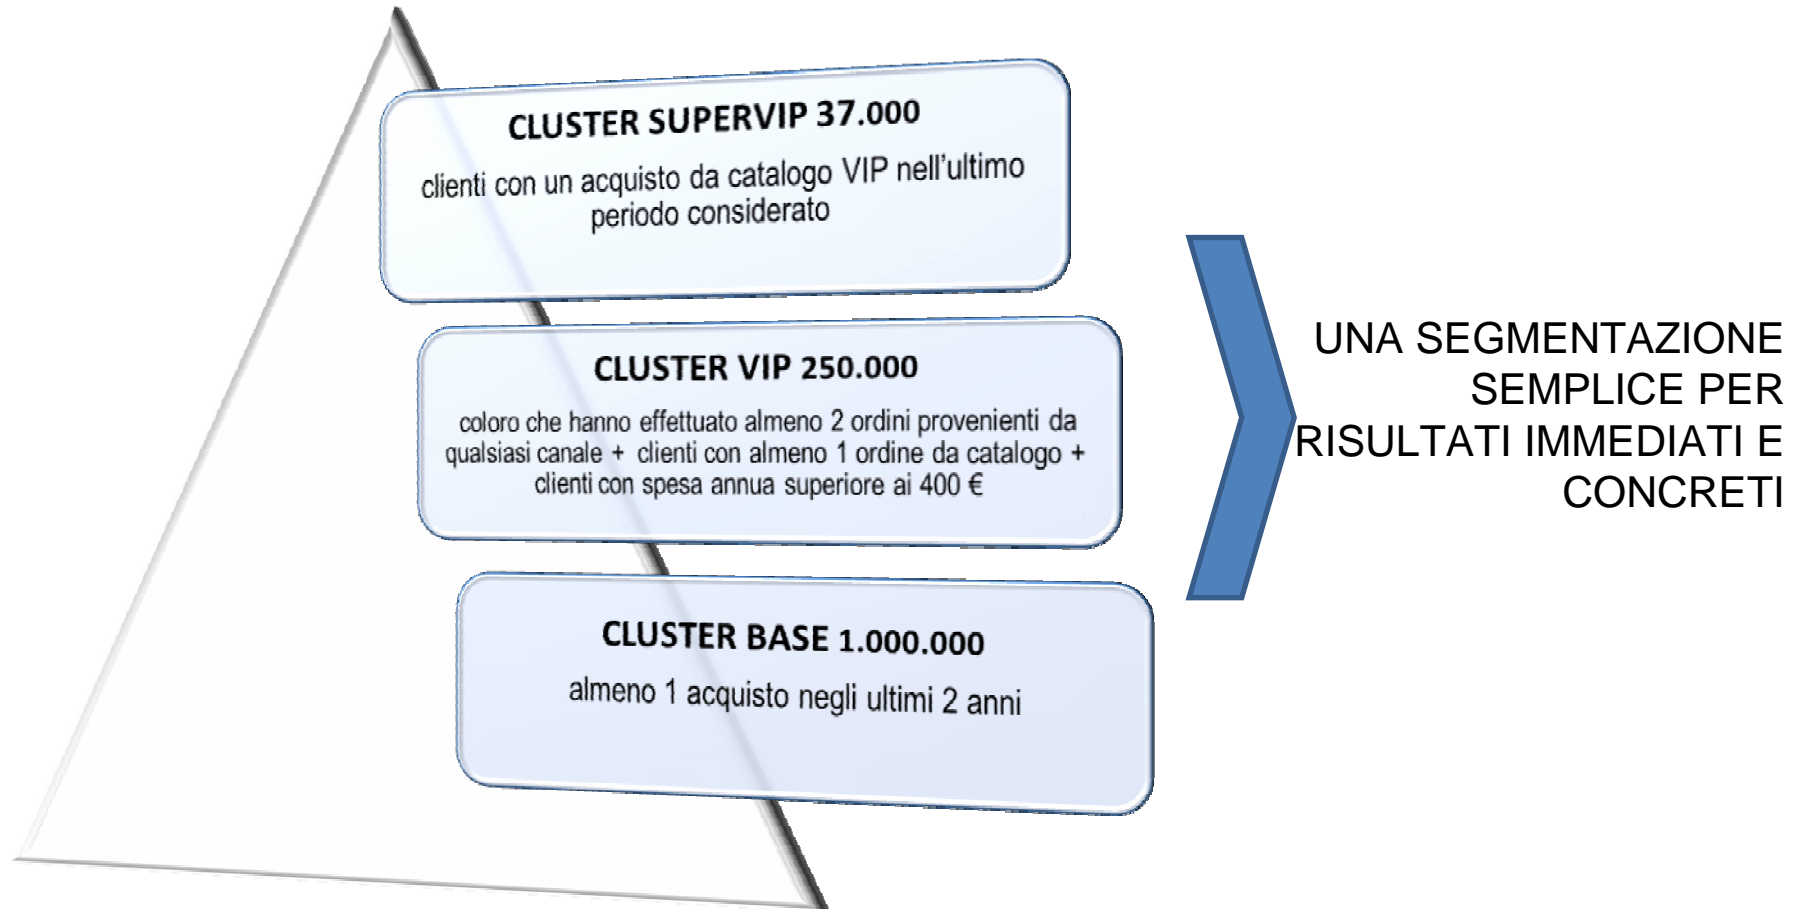 CLUSTER SUPERVIP 37.000
clienti con un acquisto da catalogo VIP nell'ultimo
periodo considerato
CLUSTER VIP 250.000
coloro che hanno effettuato almeno 2 ordini provenienti da
qualsiasi canale + clienti con almeno 1 ordine da catalogo +
clienti con spesa annua superiore ai 400 €
CLUSTER BASE 1.000.000
almeno 1 acquisto negli ultimi 2 anni
UNA SEGMENTAZIONE
SEMPLICE PER
RISULTATI IMMEDIATI E
CONCRETI